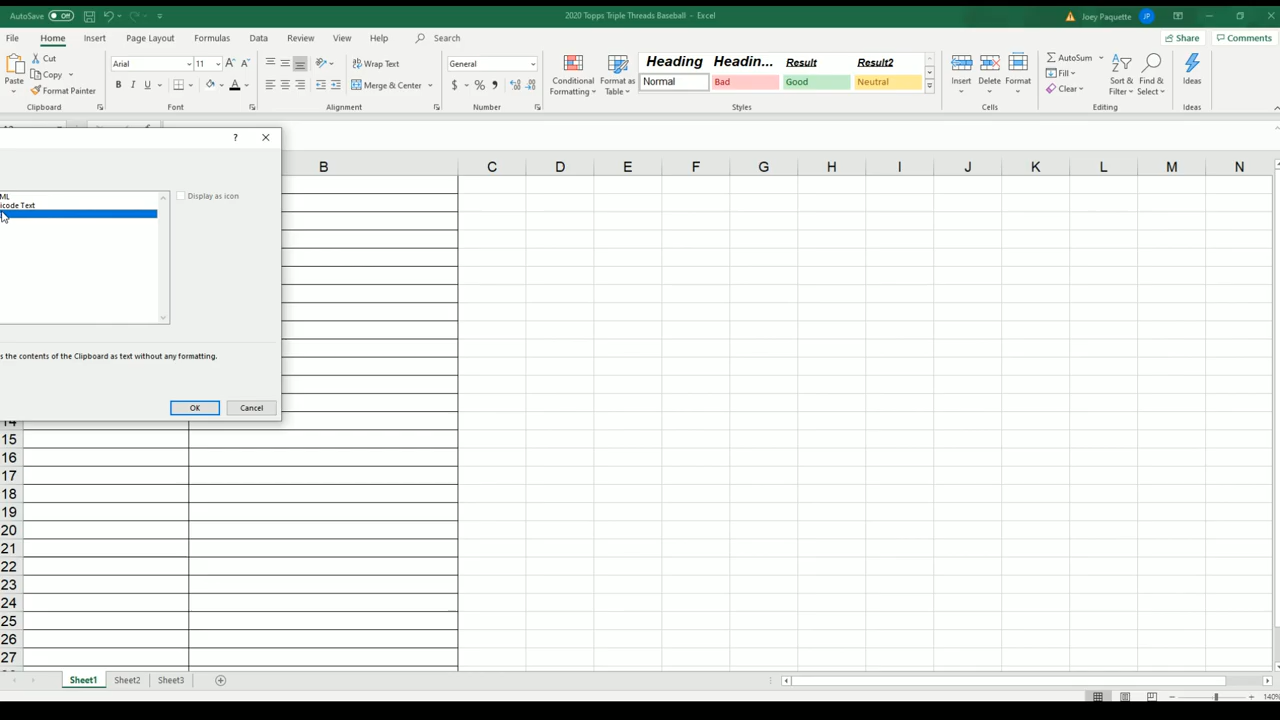 AutoSave Off 2020 Topps Triple Threads Baseball - Excel Joey Paquette JP
File Home Insert Page Layout Formulas Data Review View Help Search Share Comments
Paste Cut Copy Format Painter Clipboard
Arial 11 A A B I U A Font
Wrap Text Merge & Center Alignment
General $ % , Number
Conditional Formatting Format as Table
Heading Headin... Result Result2
Normal Bad Good Neutral
Styles
Insert Delete Format Cells
AutoSum Fill Clear Sort & Filter Find & Select Editing
Ideas Ideas
?
B C D E F G H I J K L M N
ML
icode Text
Display as icon
s the contents of the Clipboard as text without any formatting.
OK Cancel
14
15
16
17
18
19
20
21
22
23
24
25
26
27
Sheet1 Sheet2 Sheet3
140%